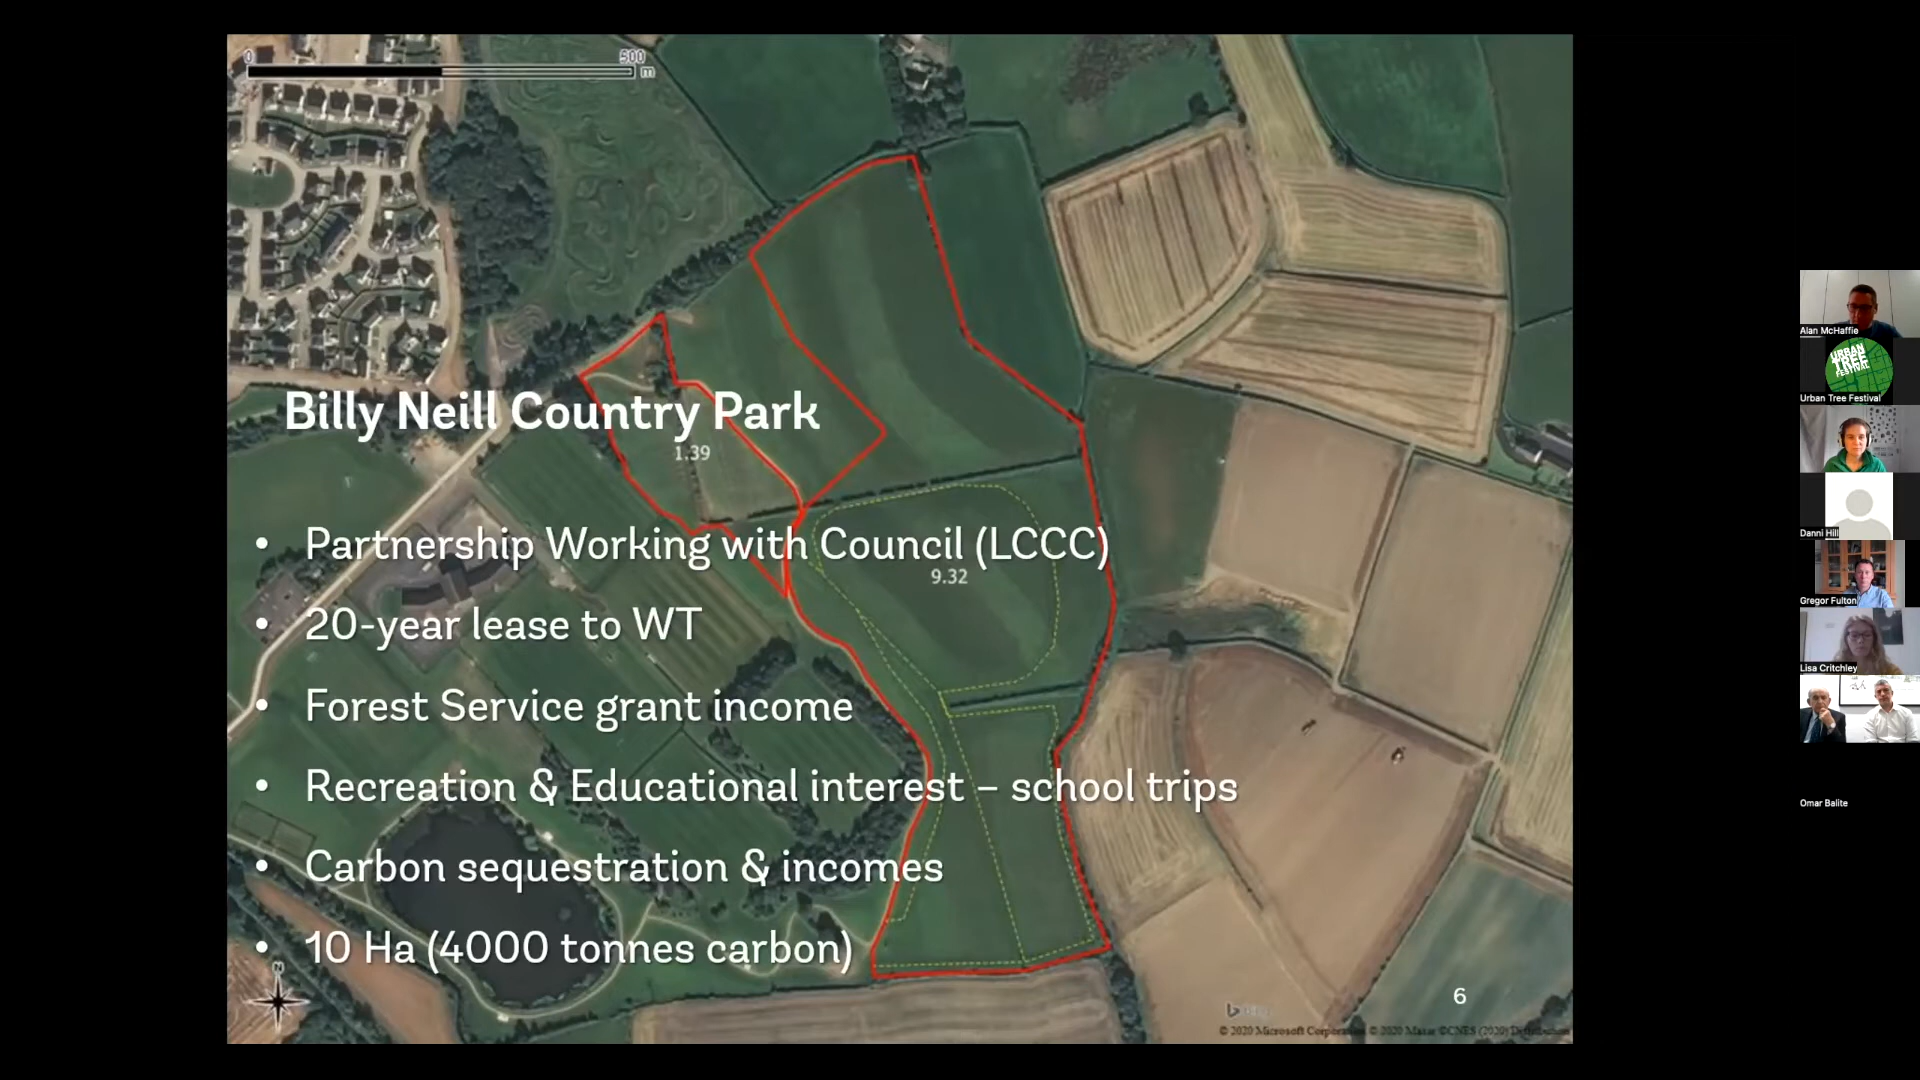 0 500
m
Billy Neill Country Park
1.39
• Partnership Working with Council (LCCC)
9.32
• 20-year lease to WT
• Forest Service grant income
• Recreation & Educational interest – school trips
• Carbon sequestration & incomes
• 10 Ha (4000 tonnes carbon)
N
6
© 2020 Microsoft Corporation © 2020 Maxar ©CNES (2020) Distribution
Alan McHaffie
URBAN
TREE
FESTIVAL
Urban Tree Festival
Danni Hill
Gregor Fulton
Lisa Critchley
Omar Balite